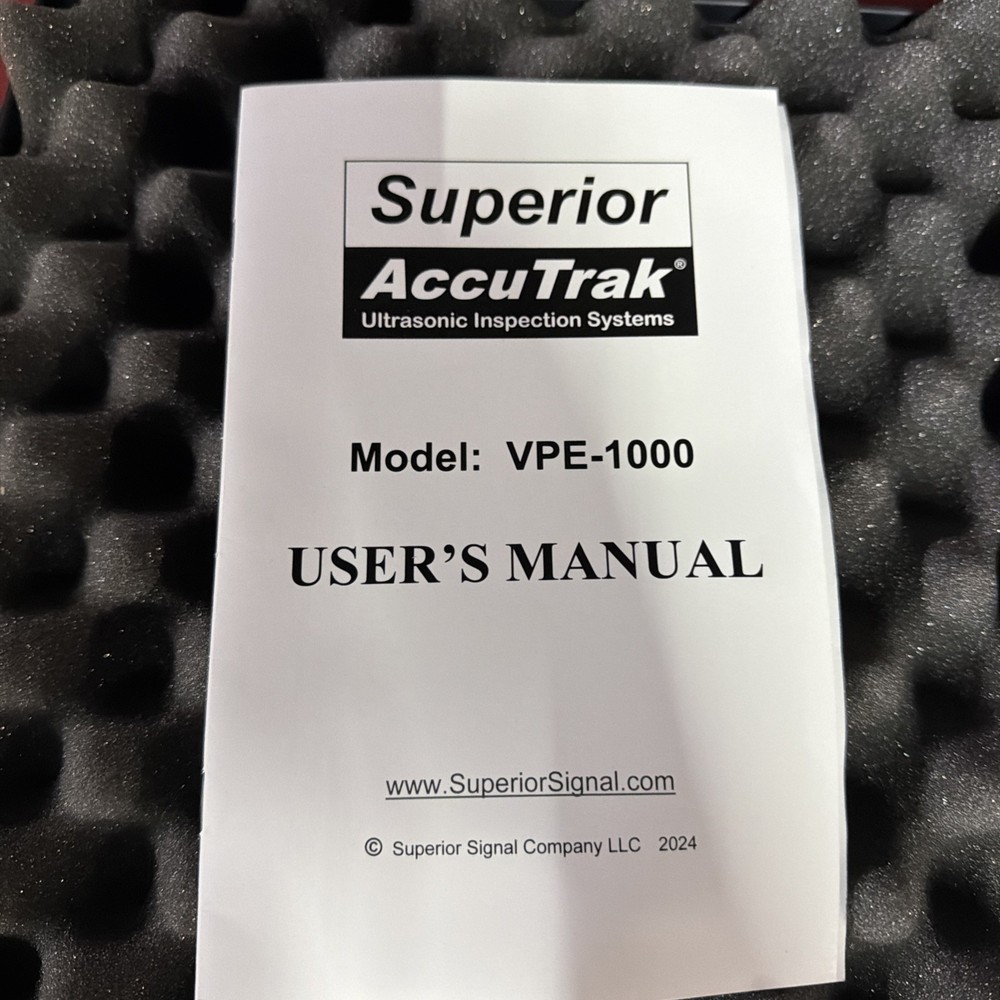 Superior
AccuTrak®
Ultrasonic Inspection Systems
Model: VPE-1000
USER’S MANUAL
www.SuperiorSignal.com
© Superior Signal Company LLC 2024